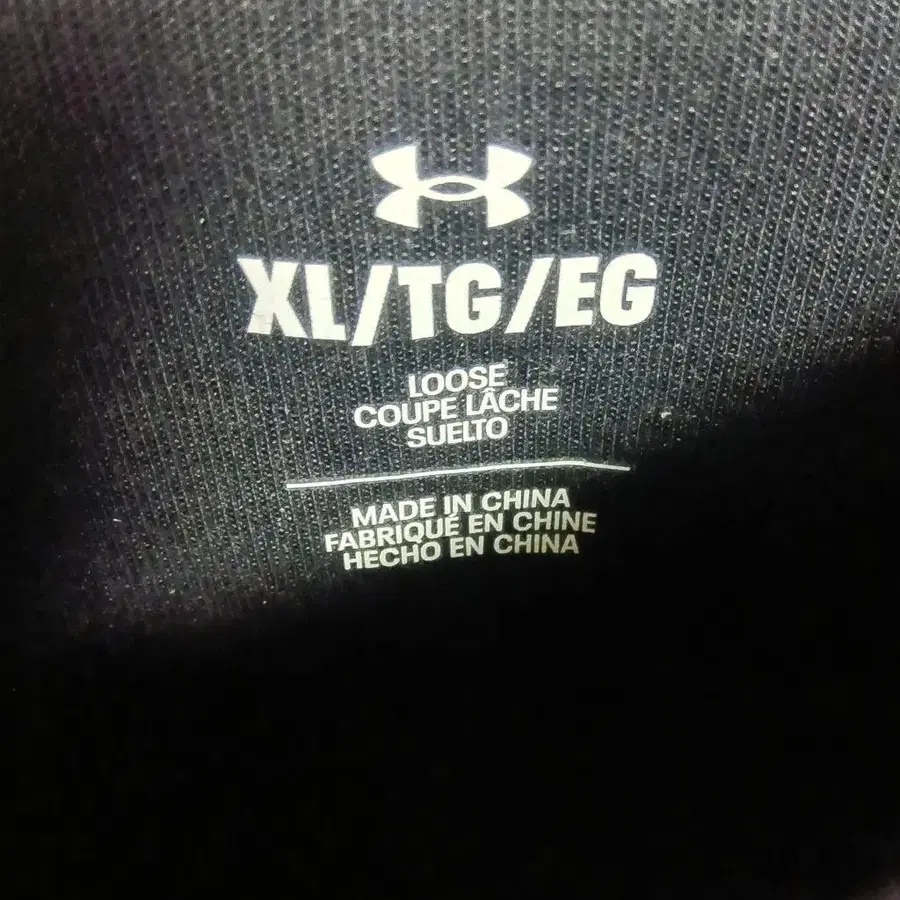 XL/TG/EG
LOOSE
COUPE LÂCHE
SUELTO
MADE IN CHINA
FABRIQUÉ EN CHINE
HECHO EN CHINA